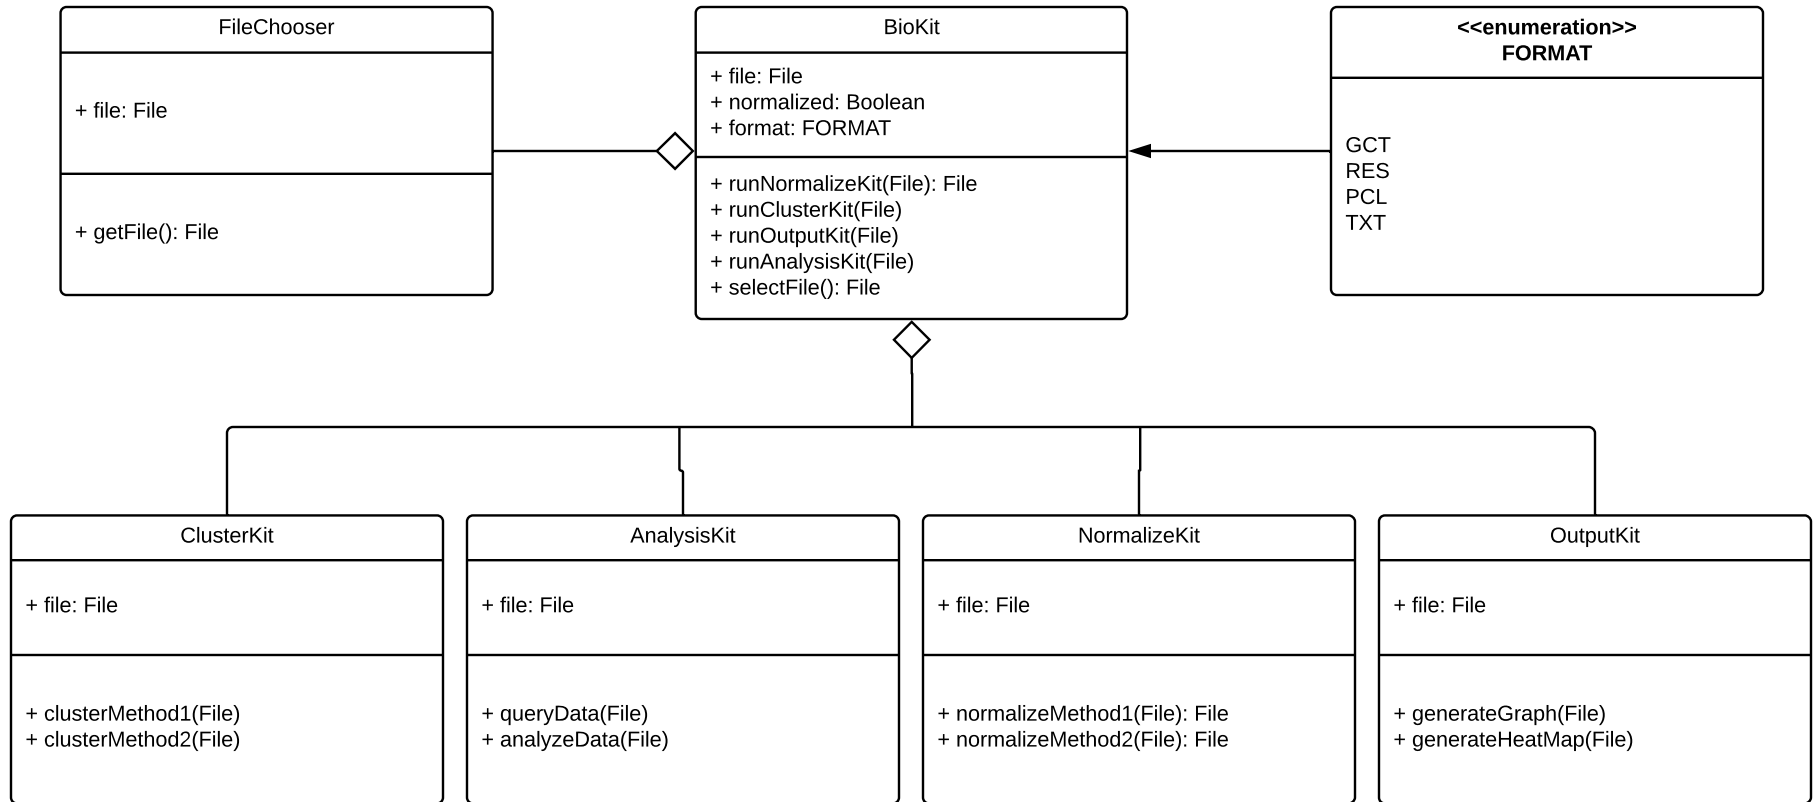 FileChooser
+ file: File
+ getFile(): File
BioKit
+ file: File
+ normalized: Boolean
+ format: FORMAT
+ runNormalizeKit(File): File
+ runClusterKit(File)
+ runOutputKit(File)
+ runAnalysisKit(File)
+ selectFile(): File
<<enumeration>>
FORMAT
GCT
RES
PCL
TXT
ClusterKit
+ file: File
+ clusterMethod1(File)
+ clusterMethod2(File)
AnalysisKit
+ file: File
+ queryData(File)
+ analyzeData(File)
NormalizeKit
+ file: File
+ normalizeMethod1(File): File
+ normalizeMethod2(File): File
OutputKit
+ file: File
+ generateGraph(File)
+ generateHeatMap(File)